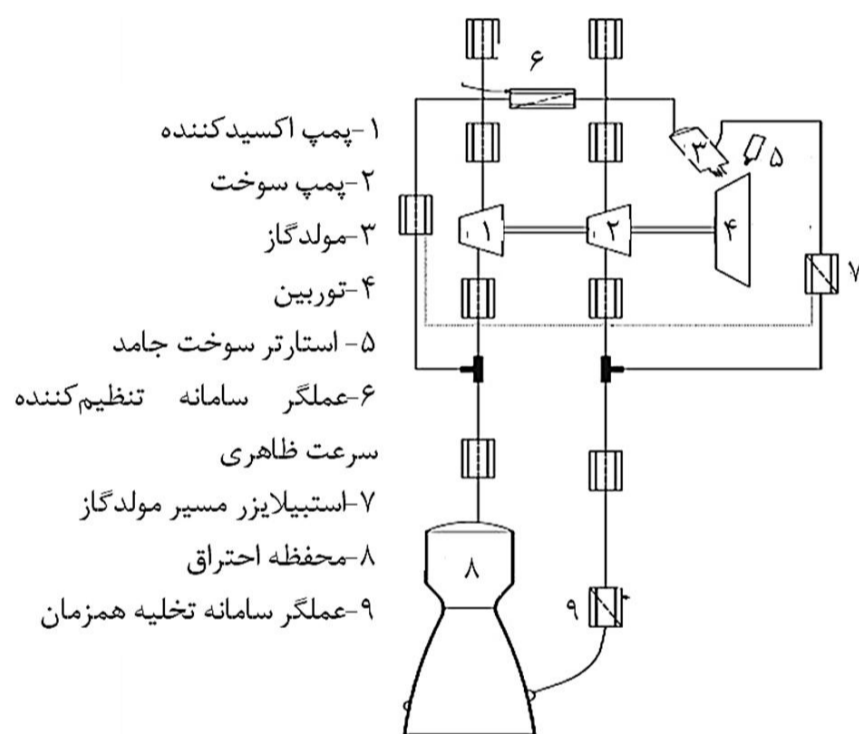 ۱-پمپ اکسیدکننده
۲-پمپ سوخت
۳-مولدگاز
۴-توربین
۵- استارتر سوخت جامد
۶-عملگر سامانه تنظیم‌کننده
سرعت ظاهری
۷-استبیلایزر مسیر مولدگاز
۸-محفظه احتراق
۹-عملگر سامانه تخلیه همزمان
۶
۳
۵
۱
۲
۴
۷
۸
۹